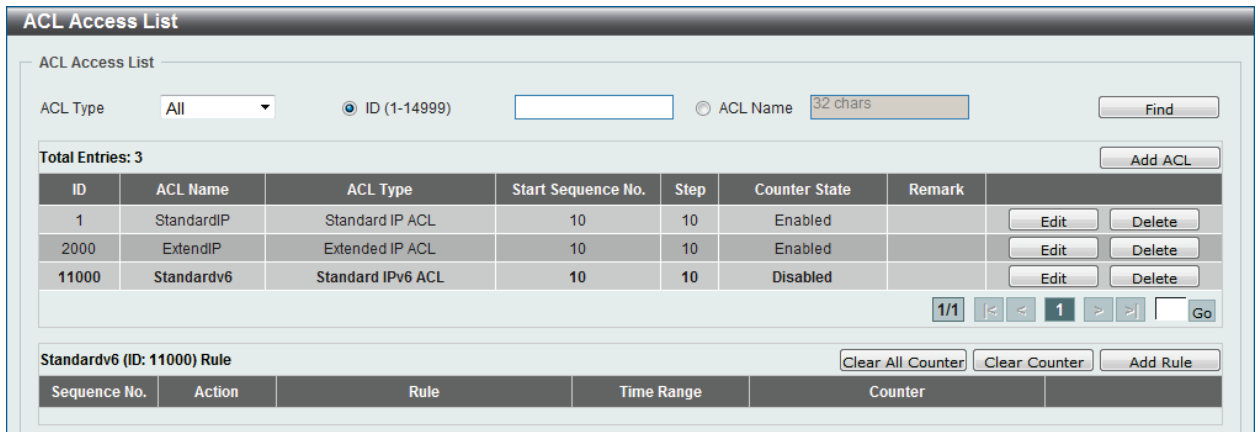 ACL Access List
ACL Access List
ACL Type All ID (1-14999) ACL Name 32 chars Find
Total Entries: 3 Add ACL
ID ACL Name ACL Type Start Sequence No. Step Counter State Remark
1 StandardIP Standard IP ACL 10 10 Enabled Edit Delete
2000 ExtendIP Extended IP ACL 10 10 Enabled Edit Delete
11000 Standardv6 Standard IPv6 ACL 10 10 Disabled Edit Delete
1/1 |< < 1 > >| Go
Standardv6 (ID: 11000) Rule Clear All Counter Clear Counter Add Rule
Sequence No. Action Rule Time Range Counter